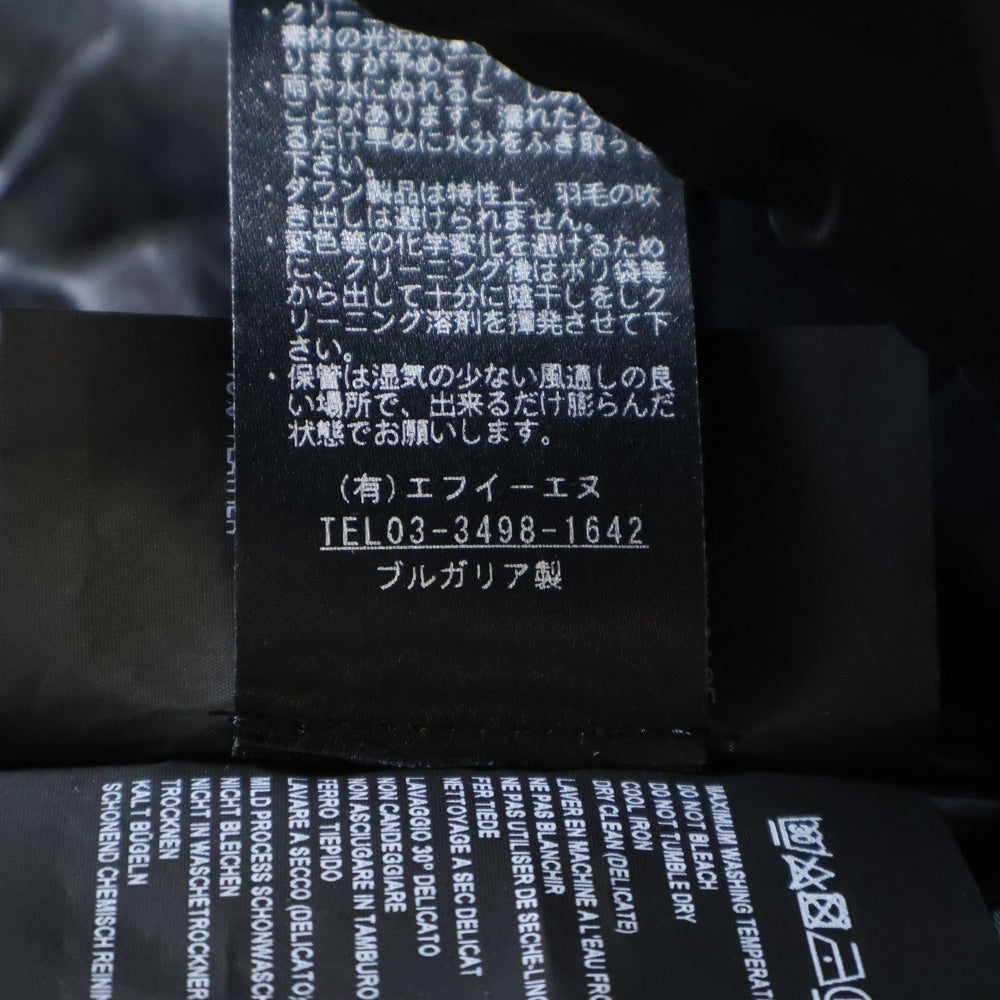 ・クリー
素材の光沢が
りますが予めご
・雨や水にぬれると、しみ
ことがあります。濡れたら
るだけ早めに水分をふき取っ
下さい。
・ダウン製品は特性上、羽毛の吹
き出しは避けられません。
・変色等の化学変化を避けるため
に、クリーニング後はポリ袋等
から出して十分に陰干しをしク
リーニング溶剤を揮発させて下
さい。
・保管は湿気の少ない風通しの良
い場所で、出来るだけ膨らんだ
状態でお願いします。
(有)エフイーエヌ
TEL03-3498-1642
ブルガリア製
MAXIMUM WASHING TEMPERAT
DO NOT BLEACH
DO NOT TUMBLE DRY
COOL IRON
DRY CLEAN (DELICATE)
LAVER EN MACHINE A L'EAU FRO
NE PAS BLANCHIR
NE PAS UTILISER DE SECHE-LING
FER TIEDE
NETTOYAGE A SEC DELICAT
LAVAGGIO 30° DELICATO
NON CANDEGGIARE
NON ASCIUGARE IN TAMBURO
FERRO TIEPIDO
LAVARE A SECCO (DELICATO)
MILD PROCESS SCHONWASCH
NICHT BLEICHEN
NICHT IN WASCHETROCKNER
TROCKNEN
KALT BÜGELN
SCHONEND CHEMISCH REININ